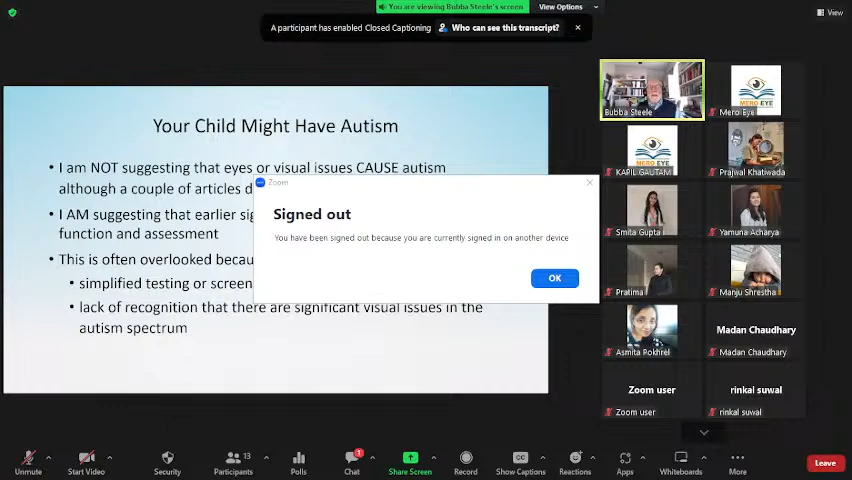 You are viewing Bubba Steele's screen
View Options
View
A participant has enabled Closed Captioning
Who can see this transcript?
Your Child Might Have Autism
• I am NOT suggesting that eyes or visual issues CAUSE autism
although a couple of articles d
• I AM suggesting that earlier sig
function and assessment
• This is often overlooked becau
• simplified testing or screen
• lack of recognition that there are significant visual issues in the
autism spectrum
Zoom
Signed out
You have been signed out because you are currently signed in on another device
OK
Bubba Steele
MERO EYE
Mero Eye
MERO EYE
KAPIL GAUTAM
Prajwal Khatiwada
Smita Gupta
Yamuna Acharya
Pratima
Manju Shrestha
Asmita Pokhrel
Madan Chaudhary
Madan Chaudhary
Zoom user
Zoom user
rinkal suwal
rinkal suwal
Unmute
Start Video
Security
Participants
13
Polls
Chat
1
Share Screen
Record
CC
Show Captions
Reactions
Apps
Whiteboards
More
Leave